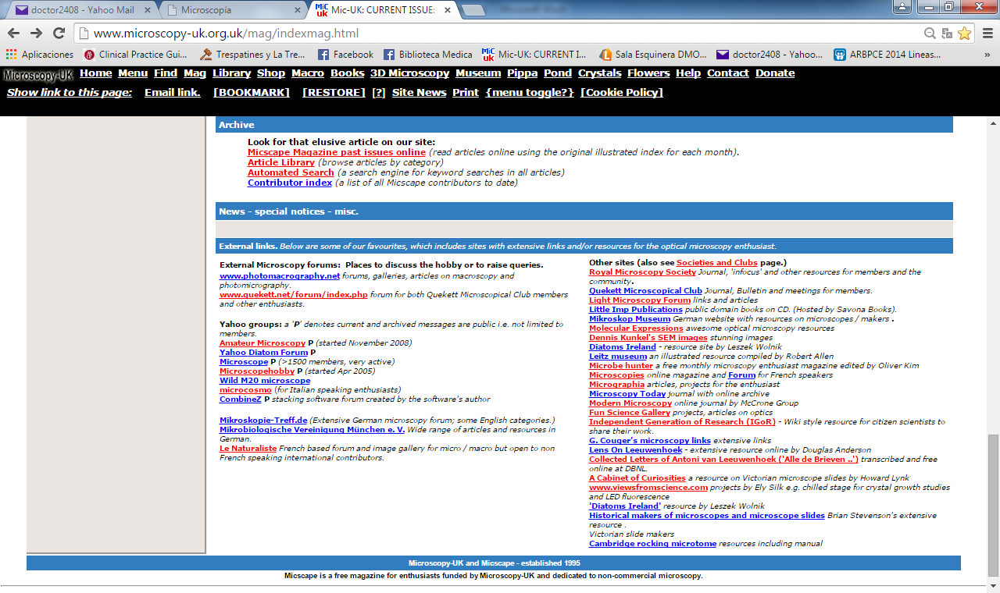 doctor2408 - Yahoo Mail
Microscopía
Mic-UK: CURRENT ISSUE:
www.microscopy-uk.org.uk/mag/indexmag.html
Aplicaciones Clinical Practice Gui... Trespatines y La Tre... Facebook Biblioteca Medica Mic-UK: CURRENT I... Sala Esquinera DMO... doctor2408 - Yahoo... ARBPCE 2014 Lineas... »
Microscopy-UK Home Menu Find Mag Library Shop Macro Books 3D Microscopy Museum Pippa Pond Crystals Flowers Help Contact Donate
Show link to this page: Email link. [BOOKMARK] [RESTORE] [?] Site News Print {menu toggle?} [Cookie Policy]
Archive
Look for that elusive article on our site:
Micscape Magazine past issues online (read articles online using the original illustrated index for each month).
Article Library (browse articles by category)
Automated Search (a search engine for keyword searches in all articles)
Contributor index (a list of all Micscape contributors to date)
News - special notices - misc.
External links. Below are some of our favourites, which includes sites with extensive links and/or resources for the optical microscopy enthusiast.
External Microscopy forums: Places to discuss the hobby or to raise queries.
www.photomacrography.net forums, galleries, articles on macroscopy and
photomicrography.
www.quekett.net/forum/index.php forum for both Quekett Microscopical Club members
and other enthusiasts.
Yahoo groups: a 'P' denotes current and archived messages are public i.e. not limited to
members.
Amateur Microscopy P (started November 2008)
Yahoo Diatom Forum P
Microscope P (>1500 members, very active)
Microscopehobby P (started Apr 2005)
Wild M20 microscope
microcosmo (for Italian speaking enthusiasts)
CombineZ P stacking software forum created by the software's author
Mikroskopie-Treff.de (Extensive German microscopy forum; some English categories.)
Mikrobiologische Vereinigung München e. V. Wide range of articles and resources in
German.
Le Naturaliste French based forum and image gallery for micro / macro but open to non
French speaking international contributors.
Other sites (also see Societies and Clubs page.)
Royal Microscopy Society Journal, 'infocus' and other resources for members and the
community.
Quekett Microscopical Club Journal, Bulletin and meetings for members.
Light Microscopy Forum links and articles
Little Imp Publications public domain books on CD. (Hosted by Savona Books).
Mikroskop Museum German website with resources on microscopes / makers .
Molecular Expressions awesome optical microscopy resources
Dennis Kunkel's SEM images stunning images
Diatoms Ireland - resource site by Leszek Wolnik
Leitz museum an illustrated resource compiled by Robert Allen
Microbe hunter a free monthly microscopy enthusiast magazine edited by Oliver Kim
Microscopies online magazine and Forum for French speakers
Micrographia articles, projects for the enthusiast
Microscopy Today journal with online archive
Modern Microscopy online journal by McCrone Group
Fun Science Gallery projects, articles on optics
Independent Generation of Research (IGoR) - Wiki style resource for citizen scientists to
share their work.
G. Couger's microscopy links extensive links
Lens On Leeuwenhoek - extensive resource online by Douglas Anderson
Collected Letters of Antoni van Leeuwenhoek ('Alle de Brieven ..') transcribed and free
online at DBNL.
A Cabinet of Curiosities a resource on Victorian microscope slides by Howard Lynk
www.viewsfromscience.com projects by Ely Silk e.g. chilled stage for crystal growth studies
and LED fluorescence
'Diatoms Ireland' resource by Leszek Wolnik
Historical makers of microscopes and microscope slides Brian Stevenson's extensive
resource .
Victorian slide makers
Cambridge rocking microtome resources including manual
Microscopy-UK and Micscape - established 1995
Micscape is a free magazine for enthusiasts funded by Microscopy-UK and dedicated to non-commercial microscopy.